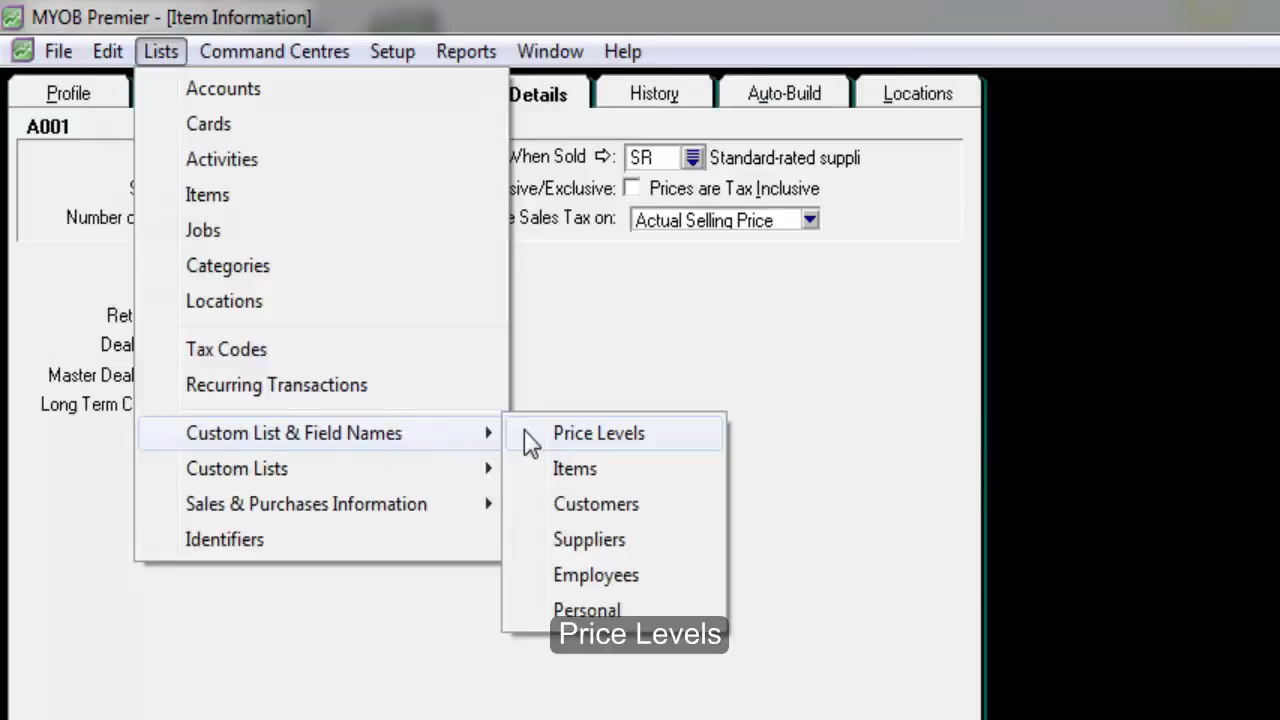 MYOB Premier - [Item Information]
File Edit Lists Command Centres Setup Reports Window Help
Profile Details History Auto-Build Locations
A001
Accounts
Cards
Activities
Items
Jobs
Categories
Locations
Tax Codes
Recurring Transactions
Custom List & Field Names
Custom Lists
Sales & Purchases Information
Identifiers
Price Levels
Items
Customers
Suppliers
Employees
Personal
When Sold SR Standard-rated suppli
sive/Exclusive: Prices are Tax Inclusive
Number o
e Sales Tax on: Actual Selling Price
Ret
Deal
Master Deal
Long Term C
Price Levels